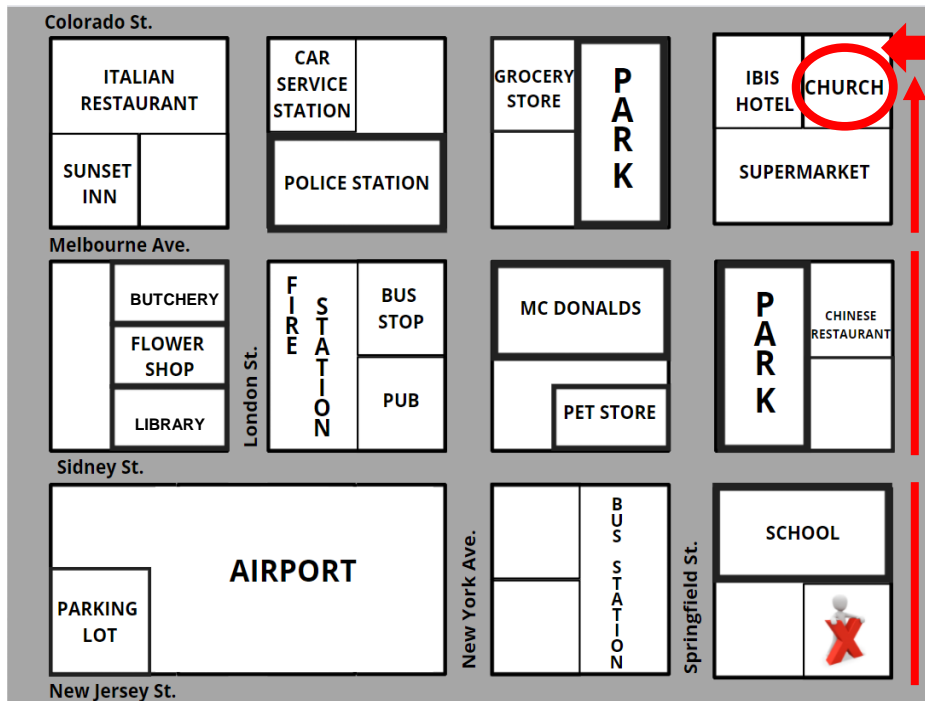 Colorado St.
ITALIAN
RESTAURANT
SUNSET
INN
CAR
SERVICE
STATION
POLICE STATION
GROCERY
STORE
PARK
IBIS
HOTEL
CHURCH
SUPERMARKET
Melbourne Ave.
BUTCHERY
FLOWER
SHOP
LIBRARY
London St.
FIRE
STATION
BUS
STOP
PUB
MC DONALDS
PET STORE
PARK
CHINESE
RESTAURANT
Sidney St.
AIRPORT
PARKING
LOT
New York Ave.
BUS STATION
Springfield St.
SCHOOL
X
New Jersey St.